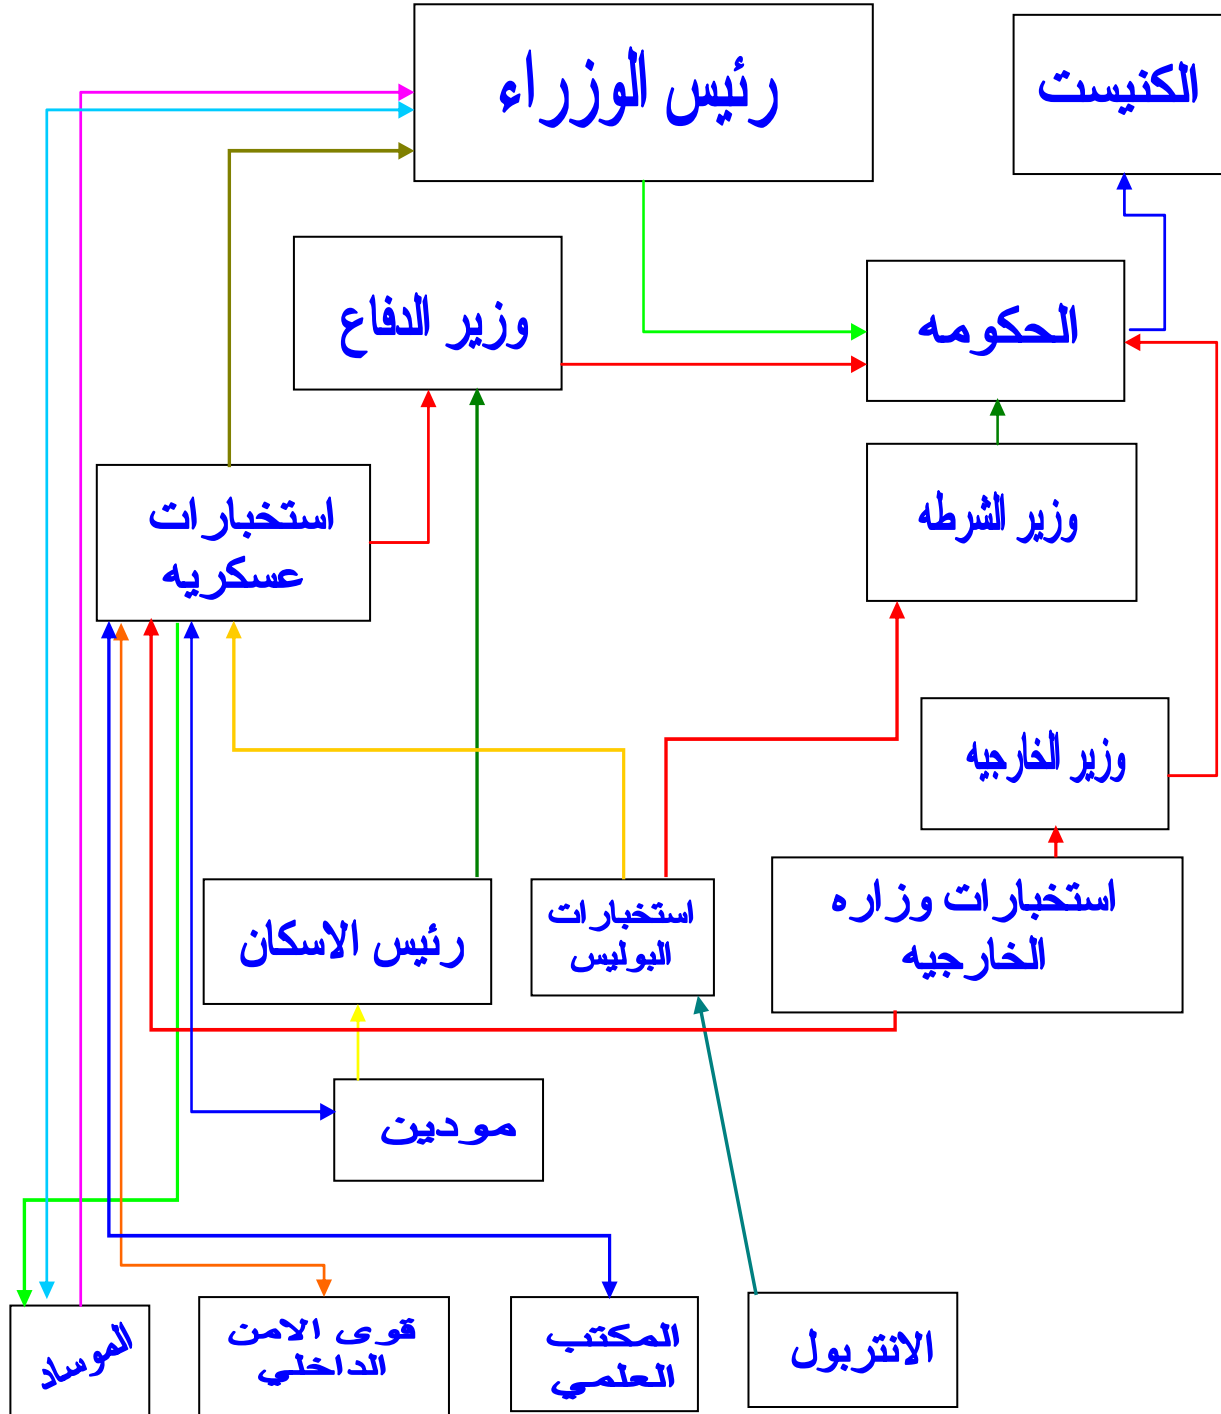 رئيس الوزراء
الكنيست
وزير الدفاع
الحكومه
استخبارات
عسكريه
وزير الشرطه
وزير الخارجيه
استخبارات وزاره
الخارجيه
استخبارات
البوليس
رئيس الاسكان
مودين
الموساد
قوى الامن
الداخلي
المكتب
العلمي
الانتربول